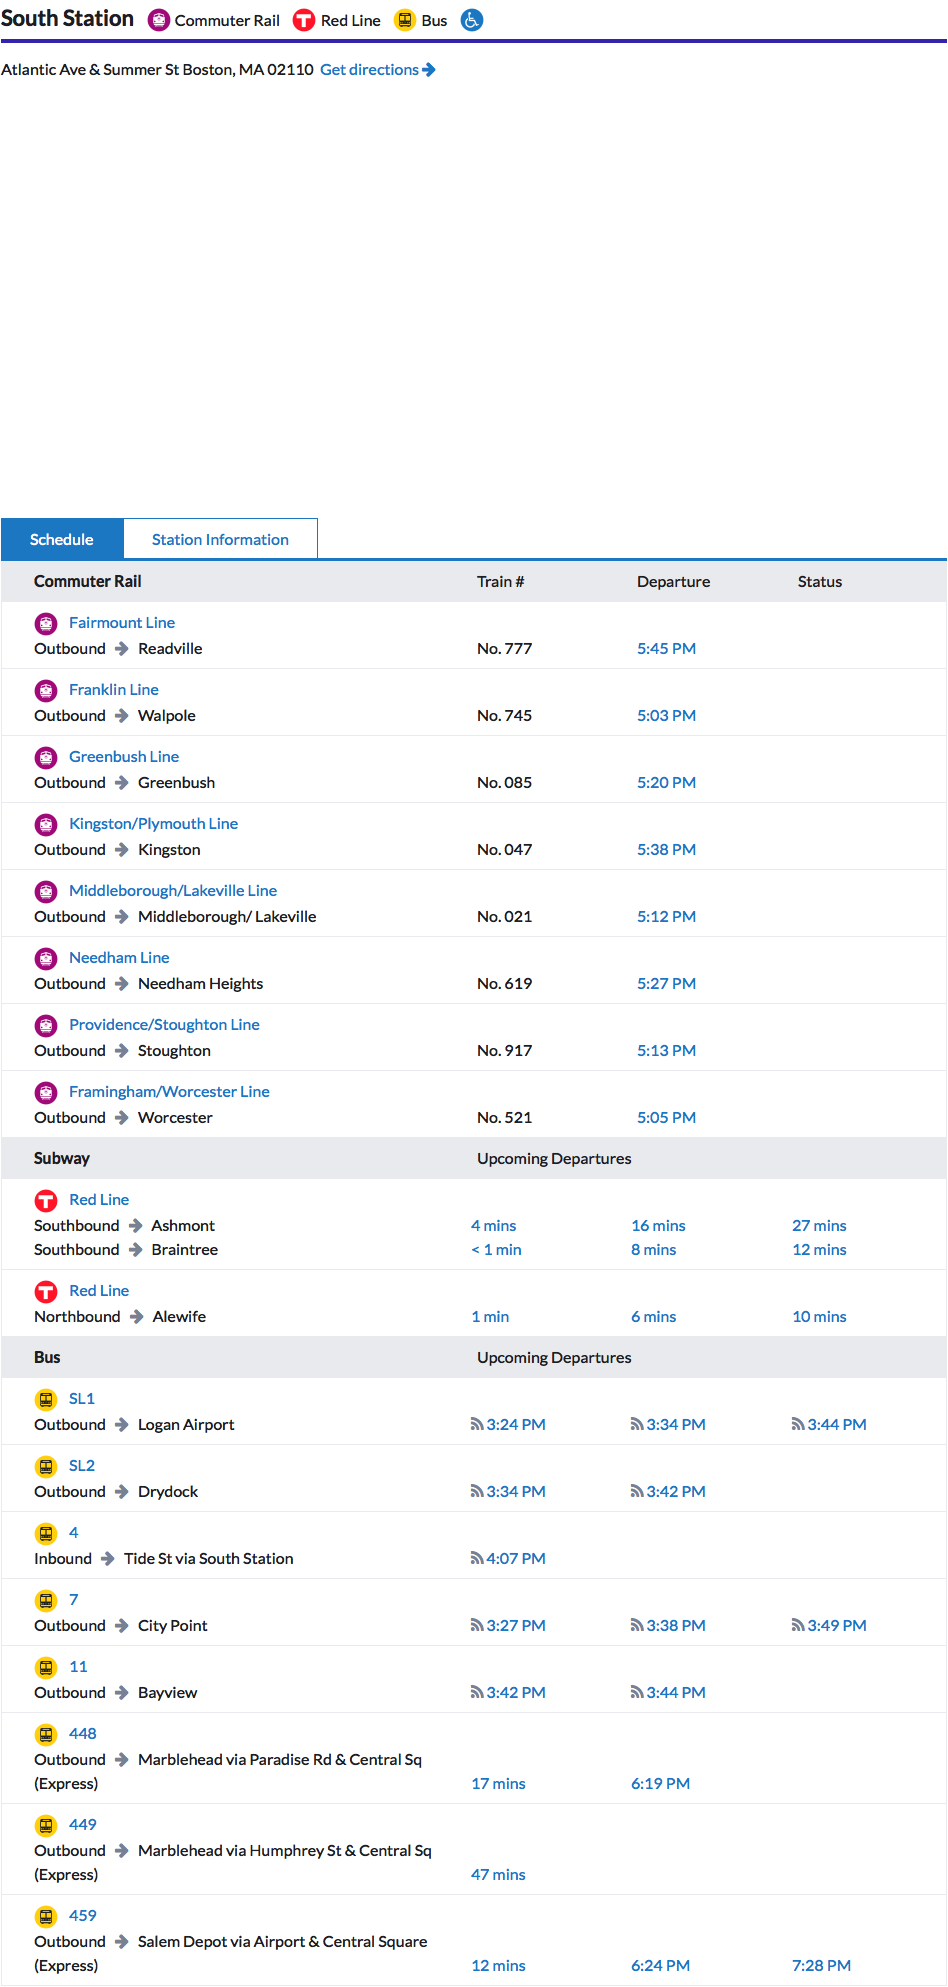 South Station Commuter Rail Red Line Bus
Atlantic Ave & Summer St Boston, MA 02110 Get directions
Schedule Station Information
Commuter Rail Train # Departure Status
Fairmount Line
Outbound Readville No. 777 5:45 PM
Franklin Line
Outbound Walpole No. 745 5:03 PM
Greenbush Line
Outbound Greenbush No. 085 5:20 PM
Kingston/Plymouth Line
Outbound Kingston No. 047 5:38 PM
Middleborough/Lakeville Line
Outbound Middleborough/ Lakeville No. 021 5:12 PM
Needham Line
Outbound Needham Heights No. 619 5:27 PM
Providence/Stoughton Line
Outbound Stoughton No. 917 5:13 PM
Framingham/Worcester Line
Outbound Worcester No. 521 5:05 PM
Subway Upcoming Departures
T Red Line
Southbound Ashmont 4 mins 16 mins 27 mins
Southbound Braintree < 1 min 8 mins 12 mins
T Red Line
Northbound Alewife 1 min 6 mins 10 mins
Bus Upcoming Departures
SL1
Outbound Logan Airport 3:24 PM 3:34 PM 3:44 PM
SL2
Outbound Drydock 3:34 PM 3:42 PM
4
Inbound Tide St via South Station 4:07 PM
7
Outbound City Point 3:27 PM 3:38 PM 3:49 PM
11
Outbound Bayview 3:42 PM 3:44 PM
448
Outbound Marblehead via Paradise Rd & Central Sq
(Express) 17 mins 6:19 PM
449
Outbound Marblehead via Humphrey St & Central Sq
(Express) 47 mins
459
Outbound Salem Depot via Airport & Central Square
(Express) 12 mins 6:24 PM 7:28 PM